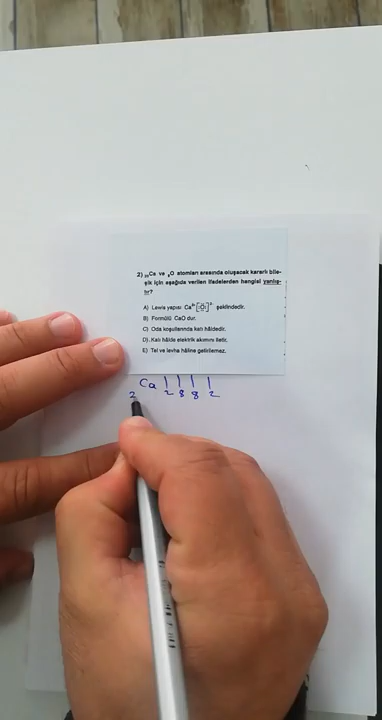 2) ₂₀Ca ve ₈O atomları arasında oluşacak kararlı bile-
şik için aşağıda verilen ifadelerden hangisi yanlış-
tır?
A) Lewis yapısı Ca²⁺[:Ö:]²⁻ şeklindedir.
B) Formülü CaO dur.
C) Oda koşullarında katı hâldedir.
D) Katı hâlde elektrik akımını iletir.
E) Tel ve levha hâline getirilemez.
Ca ) ) ) )
2 2 8 8 2